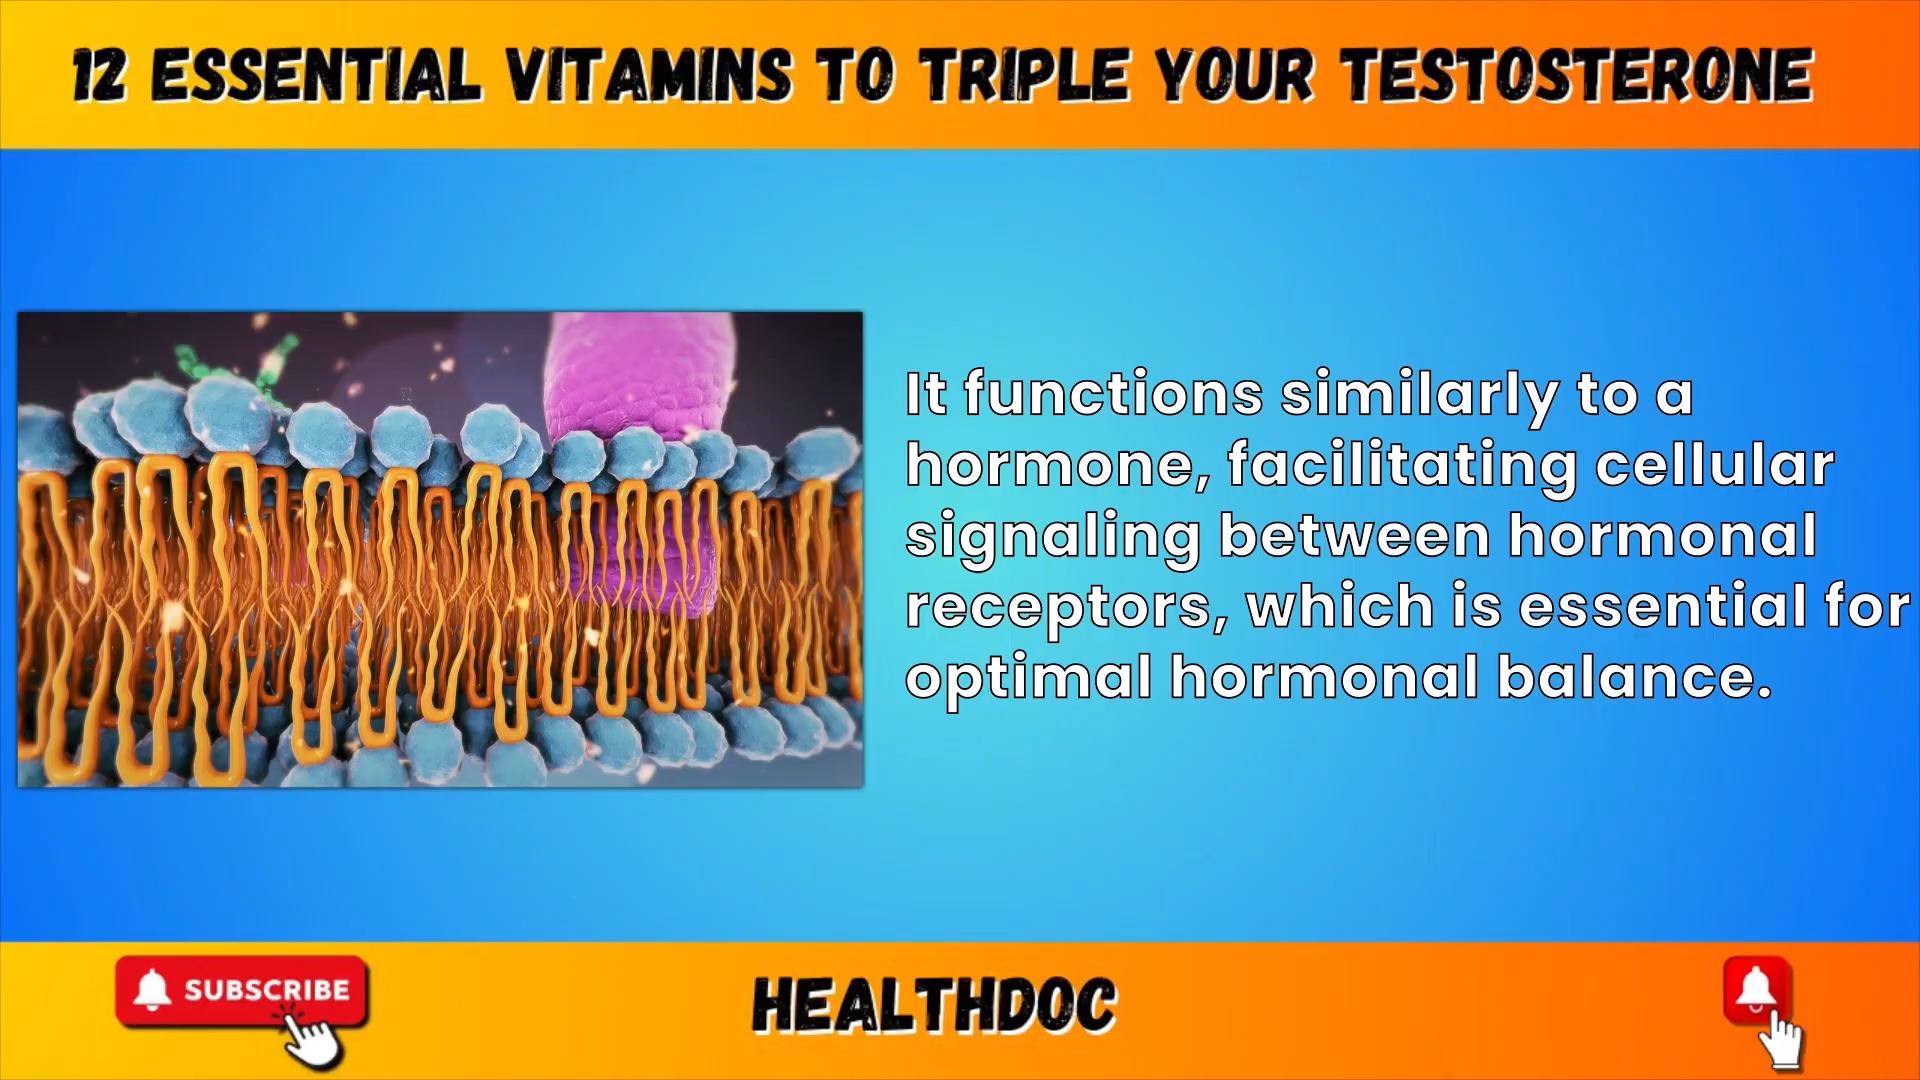 12 ESSENTIAL VITAMINS TO TRIPLE YOUR TESTOSTERONE
It functions similarly to a
hormone, facilitating cellular
signaling between hormonal
receptors, which is essential for
optimal hormonal balance.
SUBSCRIBE
HEALTHDOC